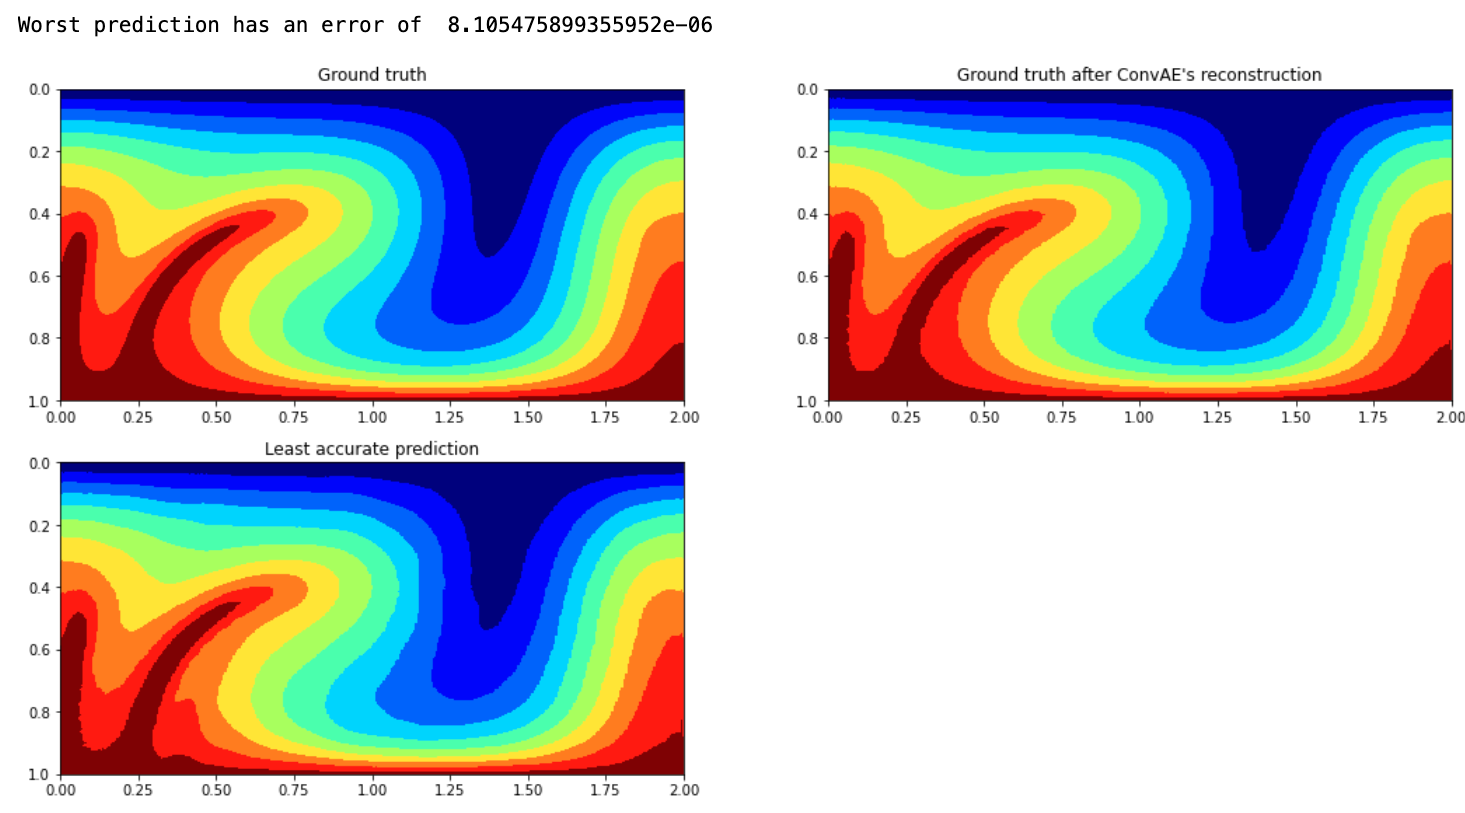 Worst prediction has an error of  8.105475899355952e-06
Ground truth
0.0
0.2
0.4
0.6
0.8
1.0
0.00 0.25 0.50 0.75 1.00 1.25 1.50 1.75 2.00
Ground truth after ConvAE's reconstruction
0.0
0.2
0.4
0.6
0.8
1.0
0.00 0.25 0.50 0.75 1.00 1.25 1.50 1.75 2.00
Least accurate prediction
0.0
0.2
0.4
0.6
0.8
1.0
0.00 0.25 0.50 0.75 1.00 1.25 1.50 1.75 2.00